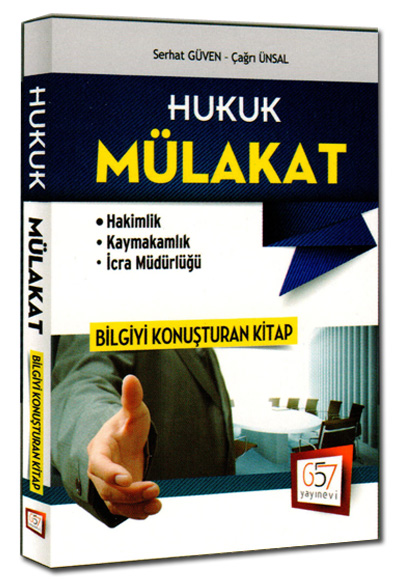 Serhat GÜVEN - Çağrı ÜNSAL
HUKUK
MÜLAKAT
• Hakimlik
• Kaymakamlık
• İcra Müdürlüğü
BİLGİYİ KONUŞTURAN KİTAP
657
yayınevi
HUKUK MÜLAKAT BİLGİYİ KONUŞTURAN KİTAP
657